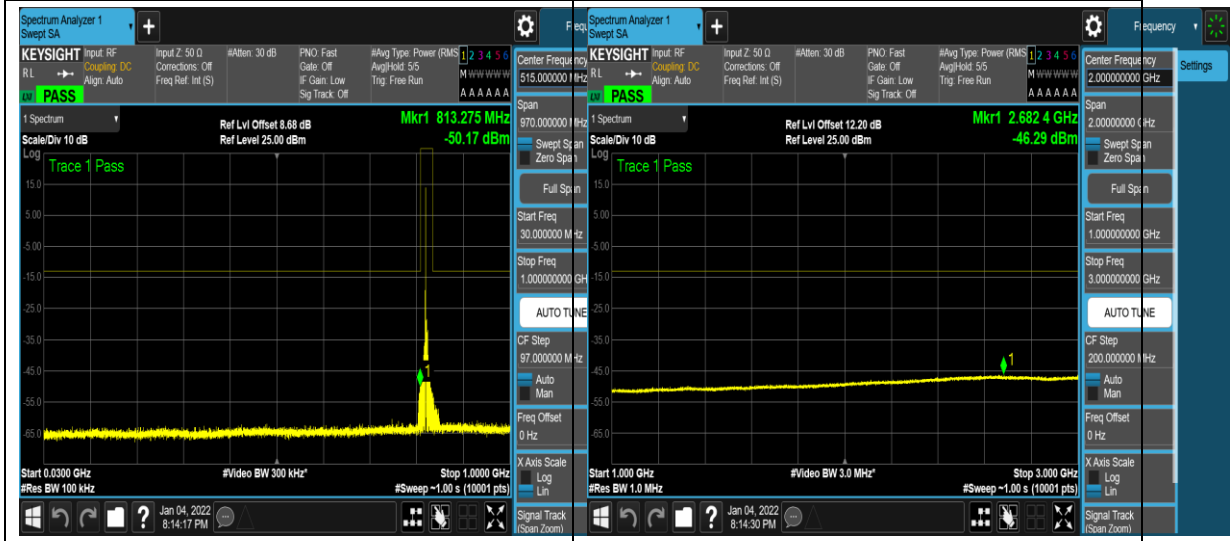 Spectrum Analyzer 1
Swept SA
KEYSIGHT
RL
Input: RF
Coupling: DC
Align: Auto
Input Z: 50 Ω
Corrections: Off
Freq Ref: Int (S)
#Atten: 30 dB
PNO: Fast
Gate: Off
IF Gain: Low
Sig Track: Off
#Avg Type: Power (RMS
Avg|Hold: 5/5
Trig: Free Run
1 2 3 4 5 6
M W W W W W
A A A A A A
PASS
1 Spectrum
Scale/Div 10 dB
Ref Lvl Offset 8.68 dB
Ref Level 25.00 dBm
Mkr1 813.275 MHz
-50.17 dBm
Log
Trace 1 Pass
15.0
5.00
-5.00
-15.0
-25.0
-35.0
-45.0
-55.0
-65.0
1
Start 0.0300 GHz
#Video BW 300 kHz*
Stop 1.0000 GHz
#Res BW 100 kHz
#Sweep ~1.00 s (10001 pts)
Jan 04, 2022
8:14:17 PM
Center Frequency
515.000000 MHz
Span
970.000000 MHz
Swept Span
Zero Span
Full Span
Start Freq
30.000000 MHz
Stop Freq
1.000000000 GH
AUTO TUNE
CF Step
97.000000 MHz
Auto
Man
Freq Offset
0 Hz
X Axis Scale
Log
Lin
Signal Track
(Span Zoom)
Spectrum Analyzer 1
Swept SA
KEYSIGHT
RL
Input: RF
Coupling: DC
Align: Auto
Input Z: 50 Ω
Corrections: Off
Freq Ref: Int (S)
#Atten: 30 dB
PNO: Fast
Gate: Off
IF Gain: Low
Sig Track: Off
#Avg Type: Power (RMS
Avg|Hold: 5/5
Trig: Free Run
1 2 3 4 5 6
M W W W W W
A A A A A A
PASS
1 Spectrum
Scale/Div 10 dB
Ref Lvl Offset 12.20 dB
Ref Level 25.00 dBm
Mkr1 2.682 4 GHz
-46.29 dBm
Log
Trace 1 Pass
15.0
5.00
-5.00
-15.0
-25.0
-35.0
-45.0
-55.0
-65.0
1
Start 1.000 GHz
#Video BW 3.0 MHz*
Stop 3.000 GHz
#Res BW 1.0 MHz
#Sweep ~1.00 s (10001 pts)
Jan 04, 2022
8:14:30 PM
Frequency
Settings
Center Frequency
2.000000000 GHz
Span
2.00000000 GHz
Swept Span
Zero Span
Full Span
Start Freq
1.000000000 GHz
Stop Freq
3.000000000 GHz
AUTO TUNE
CF Step
200.000000 MHz
Auto
Man
Freq Offset
0 Hz
X Axis Scale
Log
Lin
Signal Track
(Span Zoom)